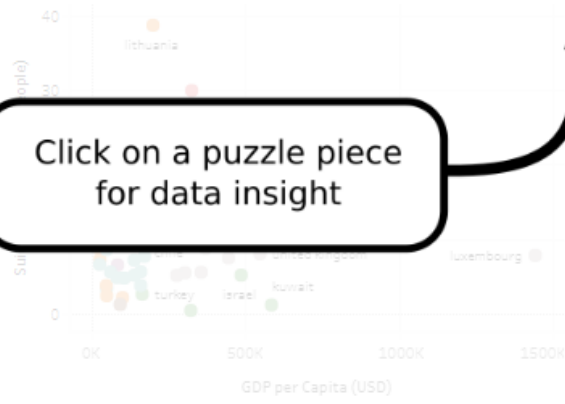 40
lithuania
30
Click on a puzzle piece
for data insight
united kingdom
luxembourg
turkey
israel
kuwait
0
0K
500K
1000K
1500K
GDP per Capita (USD)